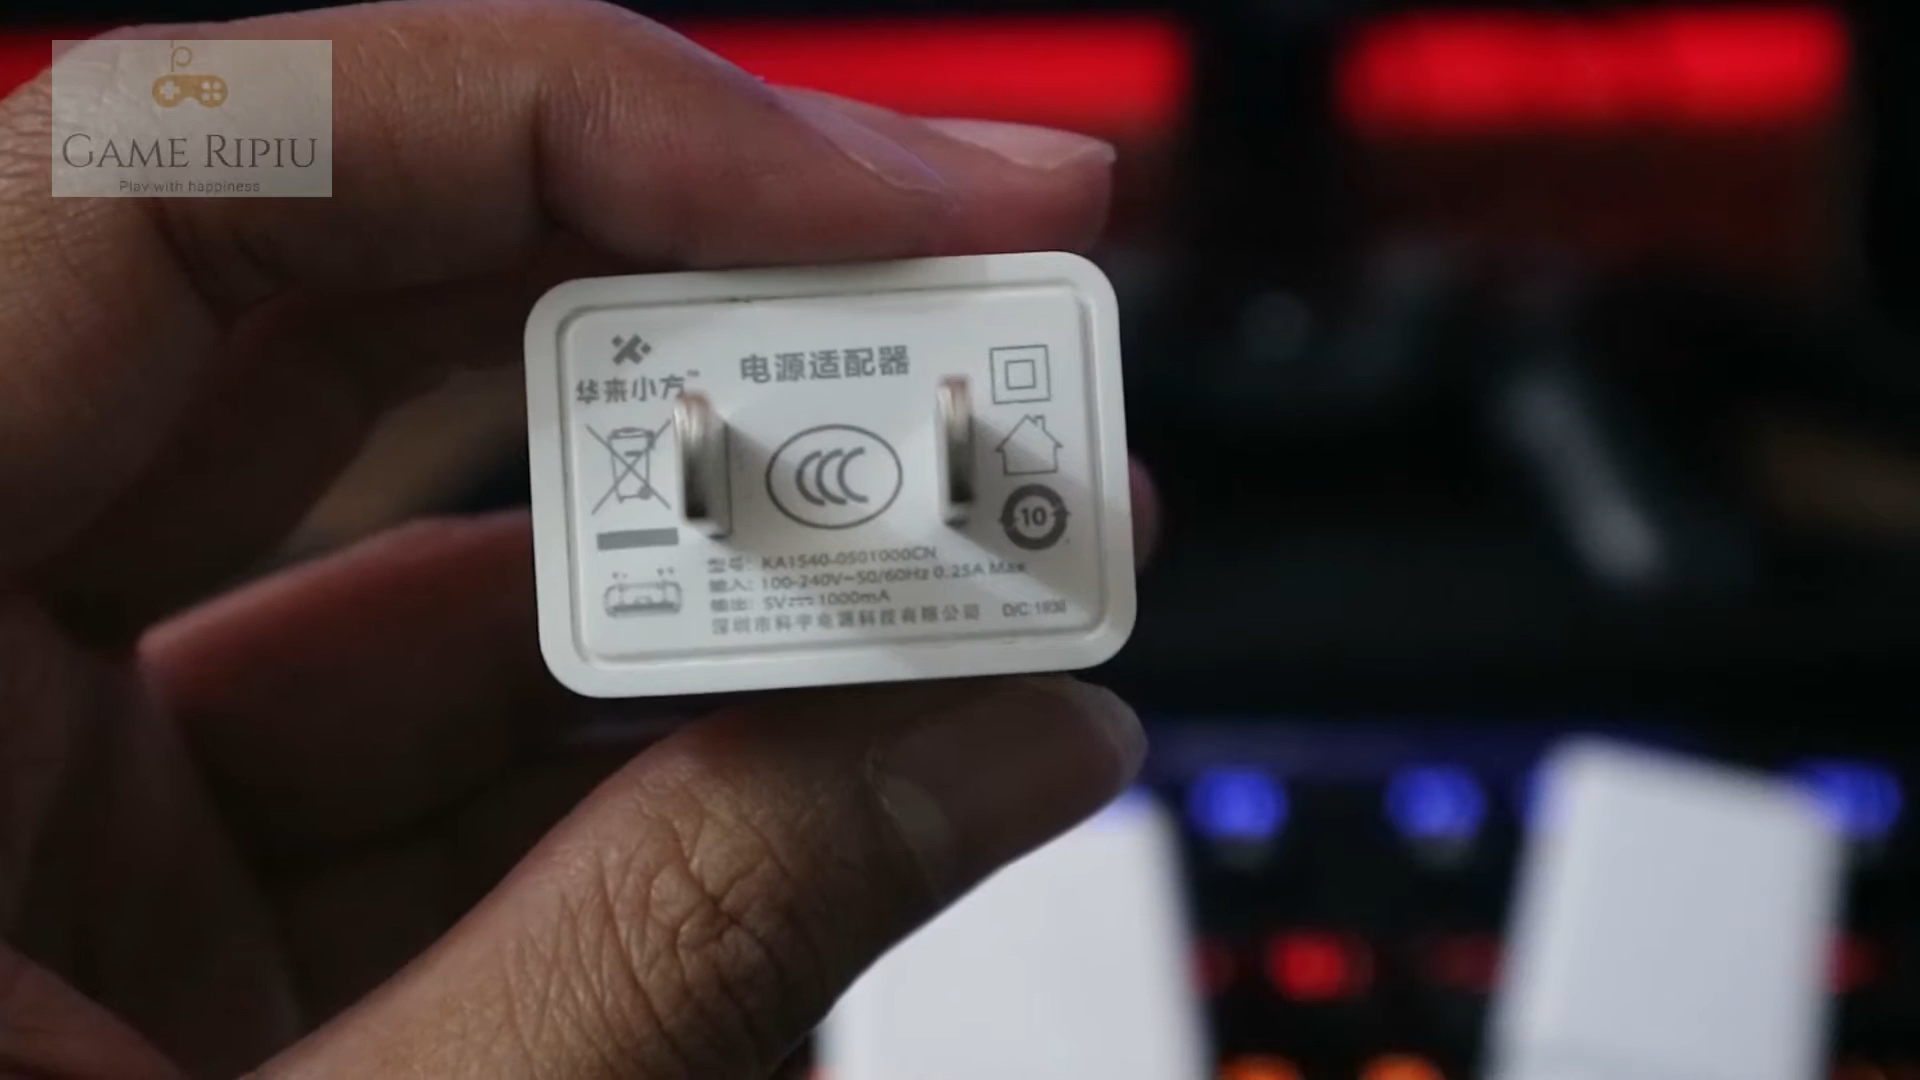 GAME RIPIU
Play with happiness
华来小方™
电源适配器
10
型号: KA1540-0501000CN
输入: 100-240V~50/60Hz 0.25A Max
输出: 5V⎓1000mA
深圳市科宇电源科技有限公司